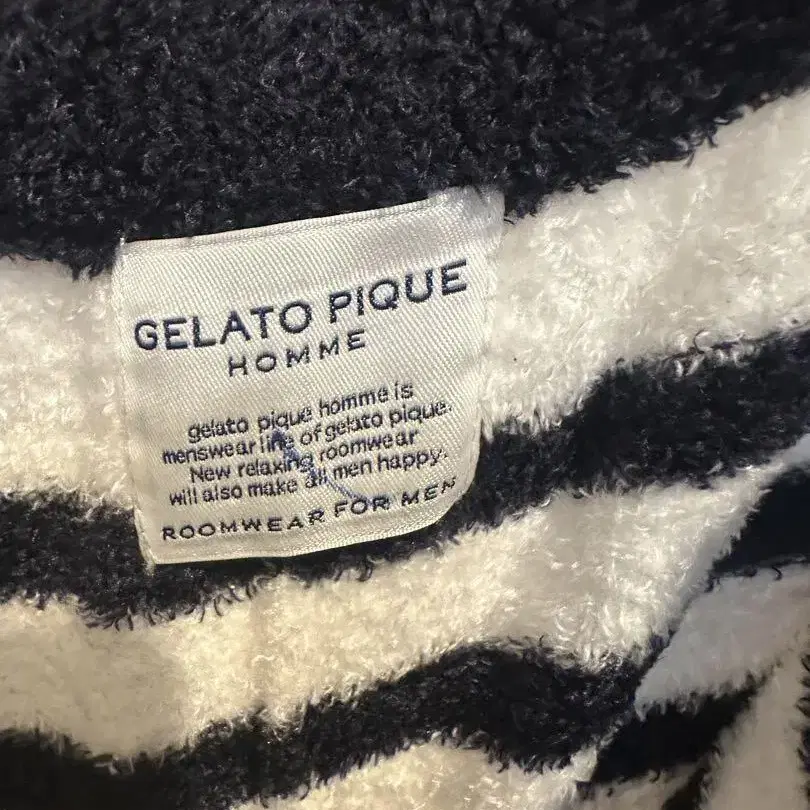 GELATO PIQUE
HOMME
gelato pique homme is
menswear line of gelato pique.
New relaxing roomwear
will also make all men happy.
ROOMWEAR FOR MEN